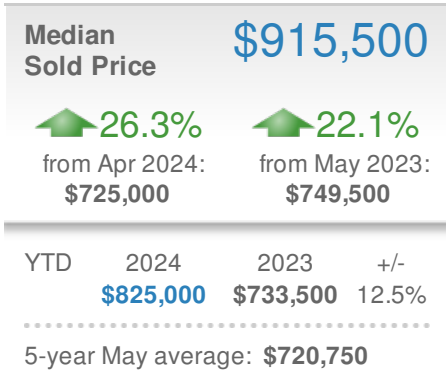 Median
Sold Price
$915,500
26.3%
from Apr 2024:
$725,000
22.1%
from May 2023:
$749,500
YTD 2024 2023 +/-
$825,000 $733,500 12.5%
5-year May average: $720,750